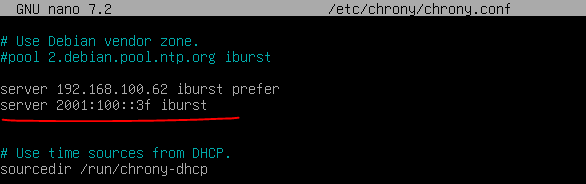 GNU nano 7.2 /etc/chrony/chrony.conf
# Use Debian vendor zone.
#pool 2.debian.pool.ntp.org iburst
server 192.168.100.62 iburst prefer
server 2001:100::3f iburst
# Use time sources from DHCP.
sourcedir /run/chrony-dhcp